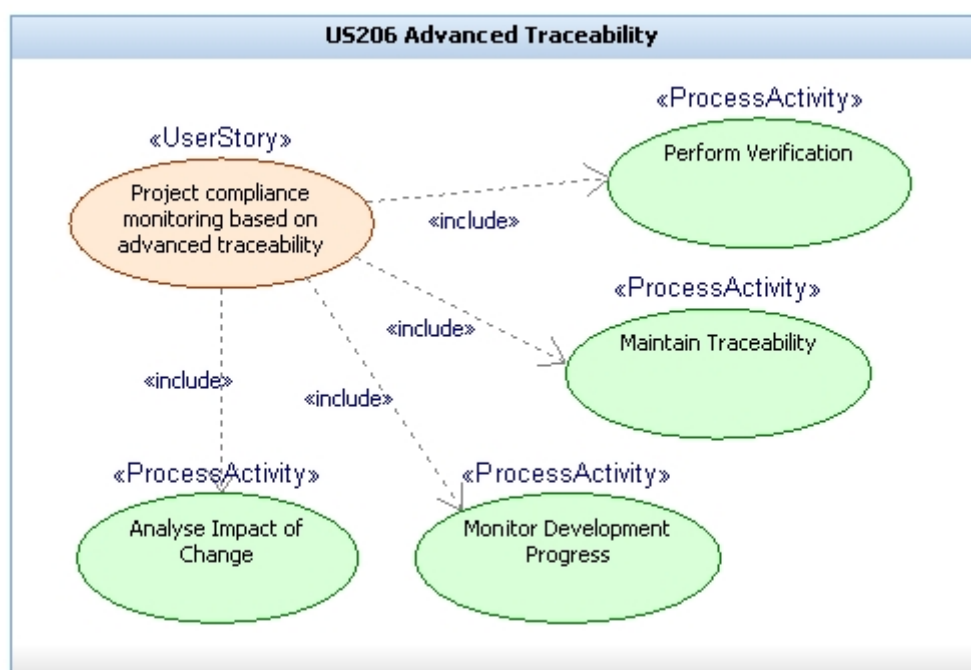 US206 Advanced Traceability
«ProcessActivity»
Perform Verification
«UserStory»
Project compliance
monitoring based on
advanced traceability
«include»
«ProcessActivity»
Maintain Traceability
«include»
«include»
«include»
«ProcessActivity»
Analyse Impact of
Change
«ProcessActivity»
Monitor Development
Progress